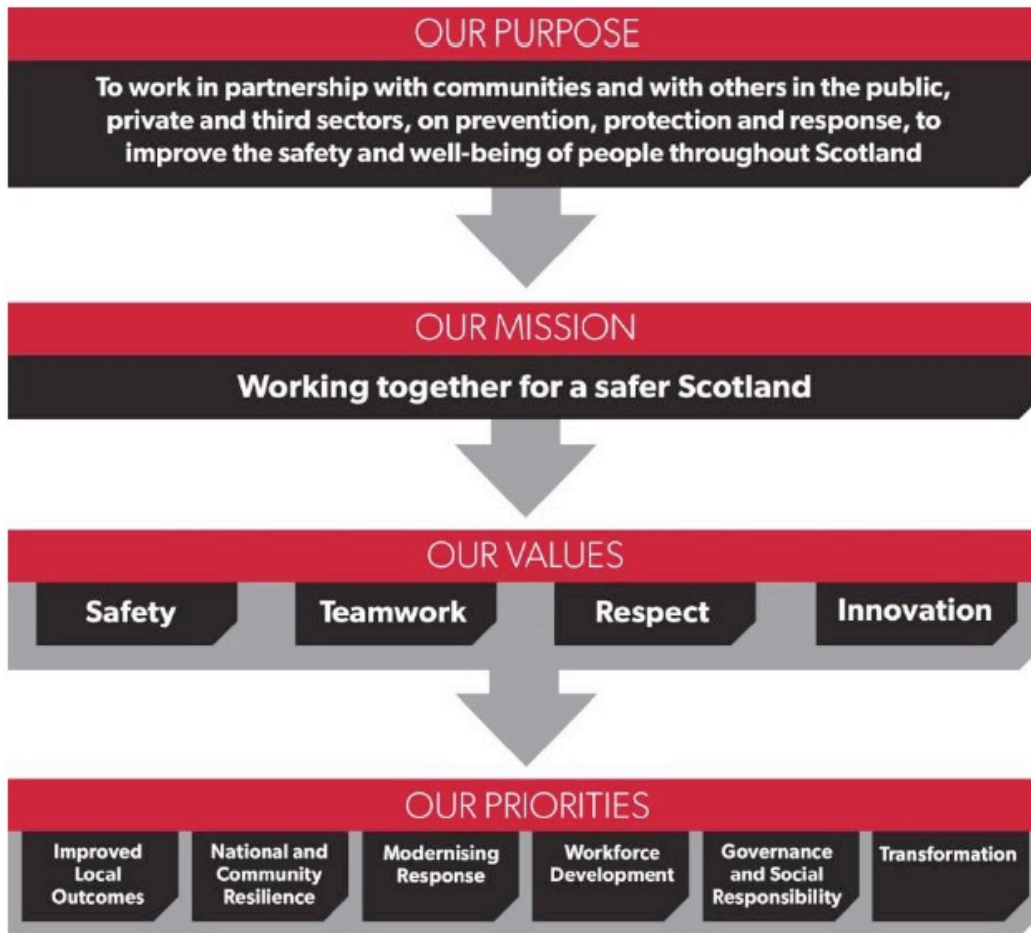 OUR PURPOSE
To work in partnership with communities and with others in the public,
private and third sectors, on prevention, protection and response, to
improve the safety and well-being of people throughout Scotland
OUR MISSION
Working together for a safer Scotland
OUR VALUES
Safety
Teamwork
Respect
Innovation
OUR PRIORITIES
Improved
Local
Outcomes
National and
Community
Resilience
Modernising
Response
Workforce
Development
Governance
and Social
Responsibility
Transformation